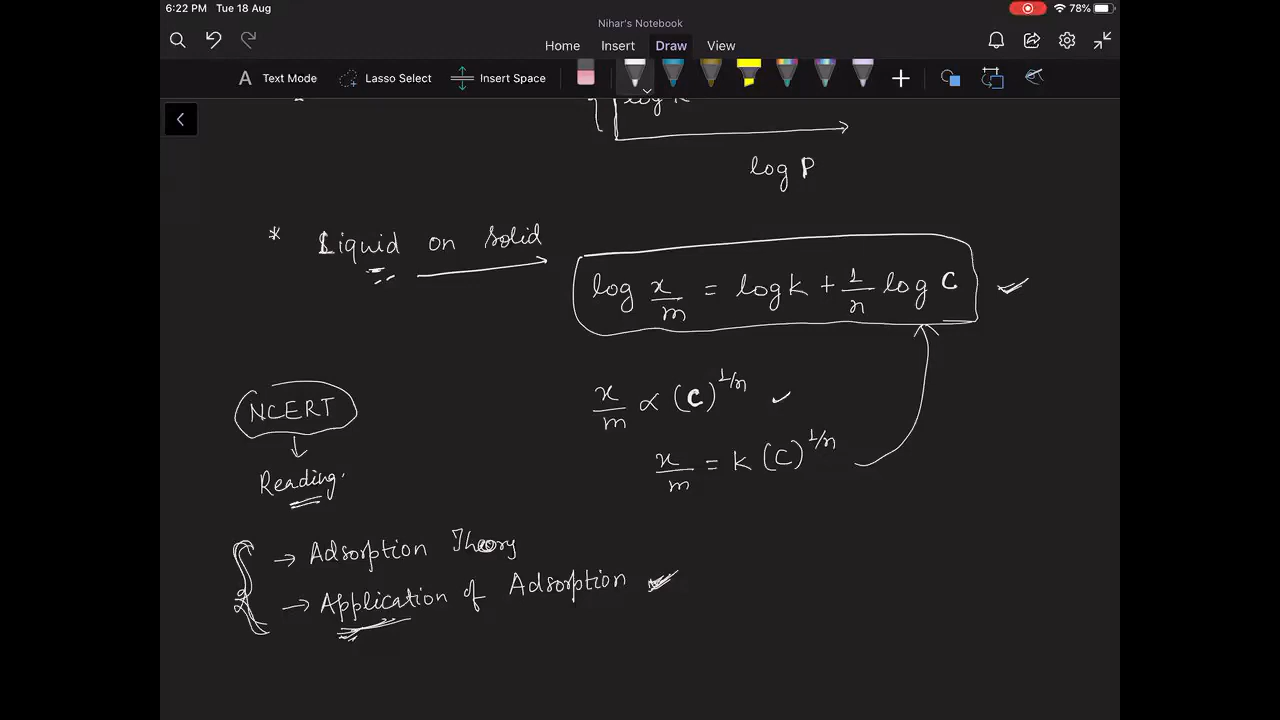 6:22 PM Tue 18 Aug
78%
Nihar's Notebook
Home Insert Draw View
Text Mode Lasso Select Insert Space
log k
log P
* Liquid on solid
log x/m = log k + 1/n log C
x/m ∝ (C)^1/n
NCERT
x/m = k (C)^1/n
Reading.
→ Adsorption Theory
→ Application of Adsorption